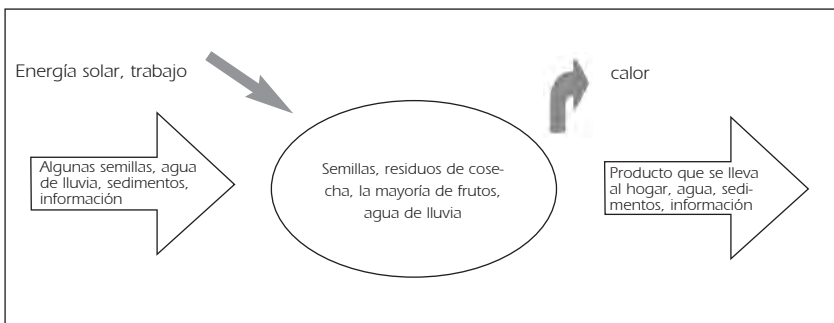 Energía solar, trabajo
calor
Algunas semillas, agua
de lluvia, sedimentos,
información
Semillas, residuos de cose-
cha, la mayoría de frutos,
agua de lluvia
Producto que se lleva
al hogar, agua, sedi-
mentos, información